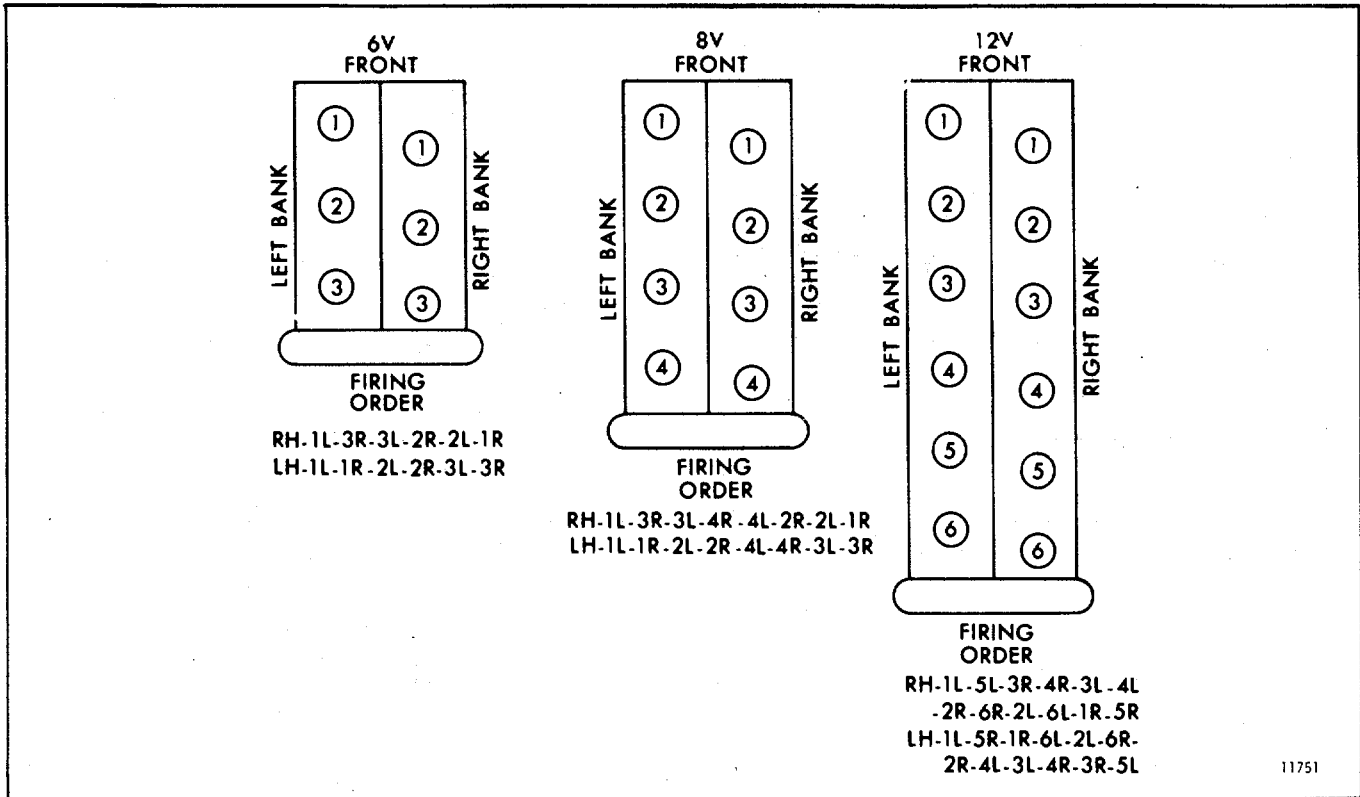 6V
FRONT
1
2
3
1
2
3
LEFT BANK
RIGHT BANK
FIRING
ORDER
RH-1L-3R-3L-2R-2L-1R
LH-1L-1R-2L-2R-3L-3R
8V
FRONT
1
2
3
4
1
2
3
4
LEFT BANK
RIGHT BANK
FIRING
ORDER
RH-1L-3R-3L-4R-4L-2R-2L-1R
LH-1L-1R-2L-2R-4L-4R-3L-3R
12V
FRONT
1
2
3
4
5
6
1
2
3
4
5
6
LEFT BANK
RIGHT BANK
FIRING
ORDER
RH-1L-5L-3R-4R-3L-4L
-2R-6R-2L-6L-1R-5R
LH-1L-5R-1R-6L-2L-6R-
2R-4L-3L-4R-3R-5L
11751